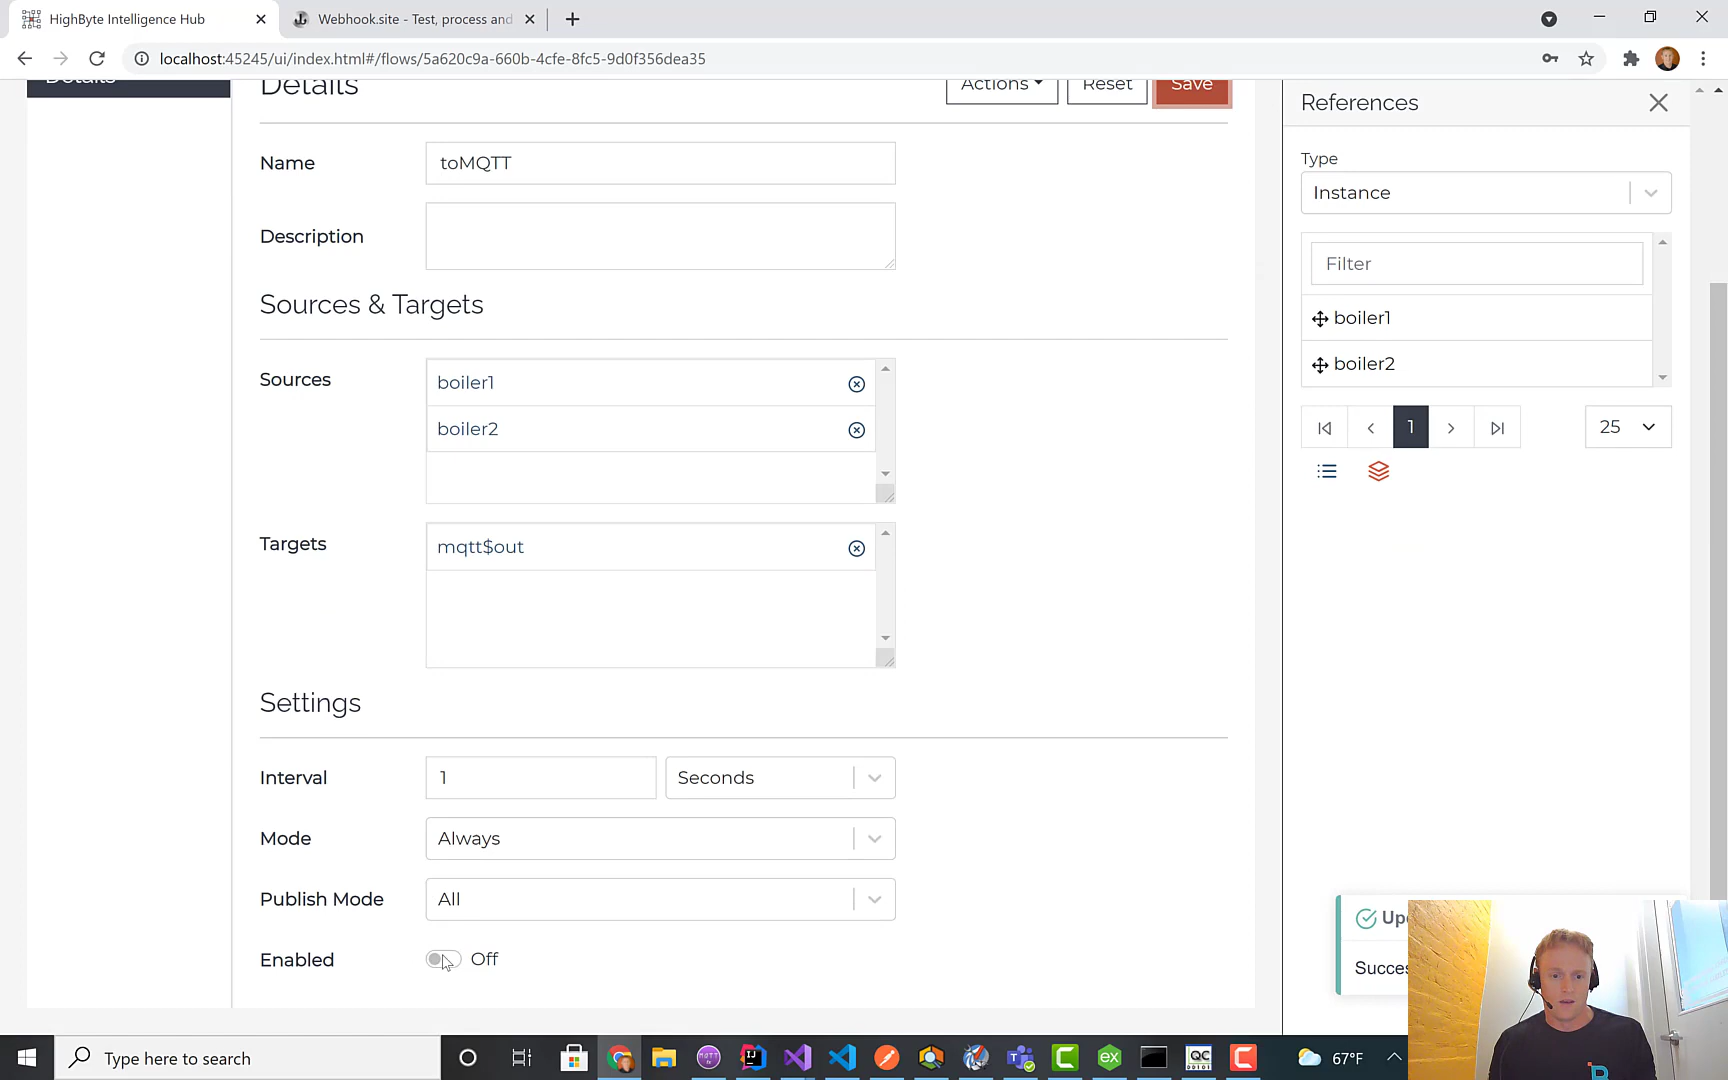 HighByte Intelligence Hub
Webhook.site - Test, process and
localhost:45245/ui/index.html#/flows/5a620c9a-660b-4cfe-8fc5-9d0f356dea35
Details
Details
Actions
Reset
Save
References
Name
toMQTT
Type
Instance
Description
Filter
Sources & Targets
boiler1
boiler2
Sources
boiler1
boiler2
1
25
Targets
mqtt$out
Settings
Interval
1
Seconds
Mode
Always
Publish Mode
All
Enabled
Off
Type here to search
67°F